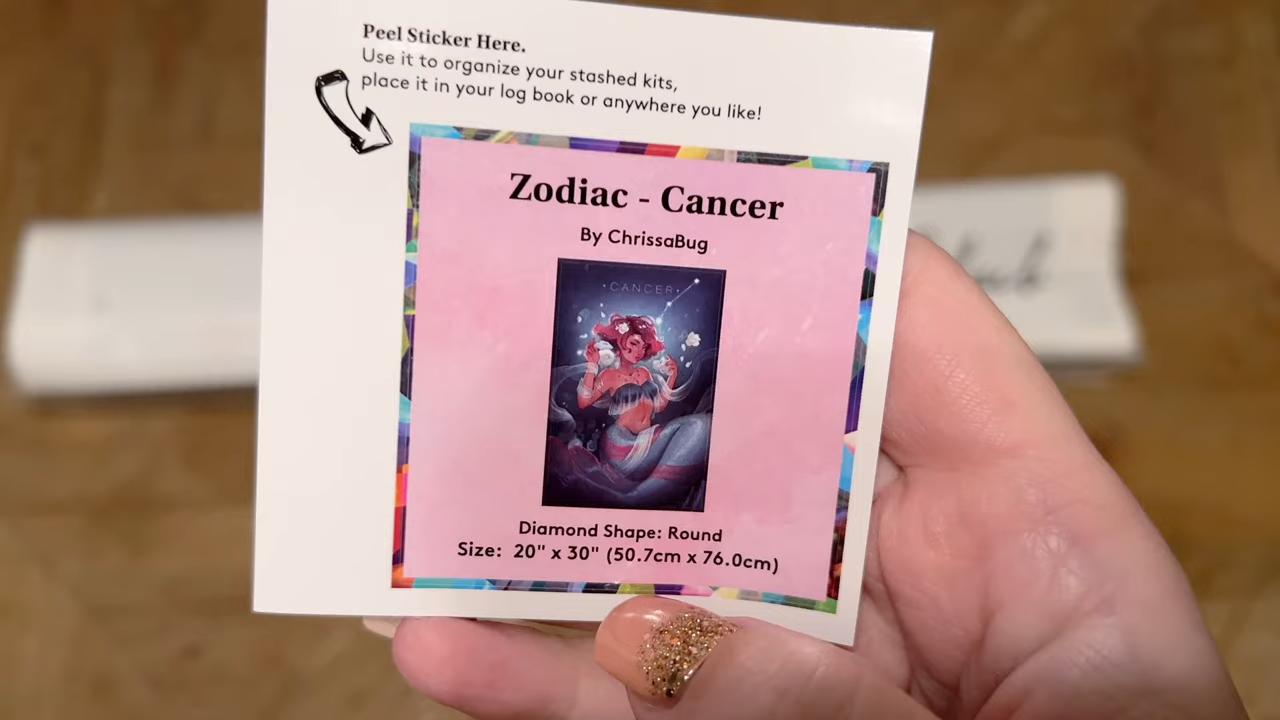 Peel Sticker Here.
Use it to organize your stashed kits,
place it in your log book or anywhere you like!
Zodiac - Cancer
By ChrissaBug
·CANCER·
Diamond Shape: Round
Size: 20" x 30" (50.7cm x 76.0cm)